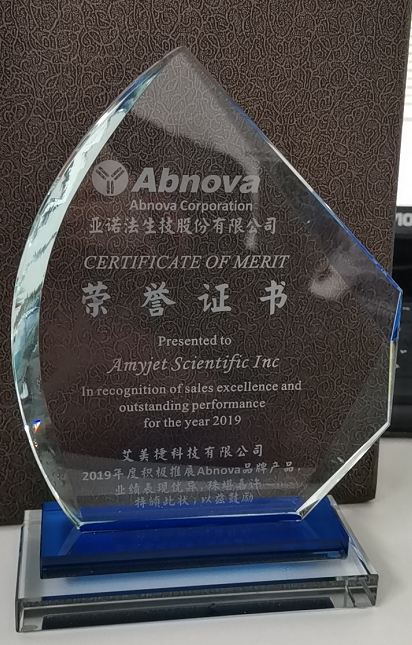 Abnova
Abnova Corporation
亚诺法生技股份有限公司
CERTIFICATE OF MERIT
荣誉证书
Presented to
Amyjet Scientific Inc
In recognition of sales excellence and
outstanding performance
for the year 2019
艾美捷科技有限公司
2019年度积极推展Abnova品牌产品,
业绩表现优异,殊堪嘉许
特颁此状,以兹鼓励